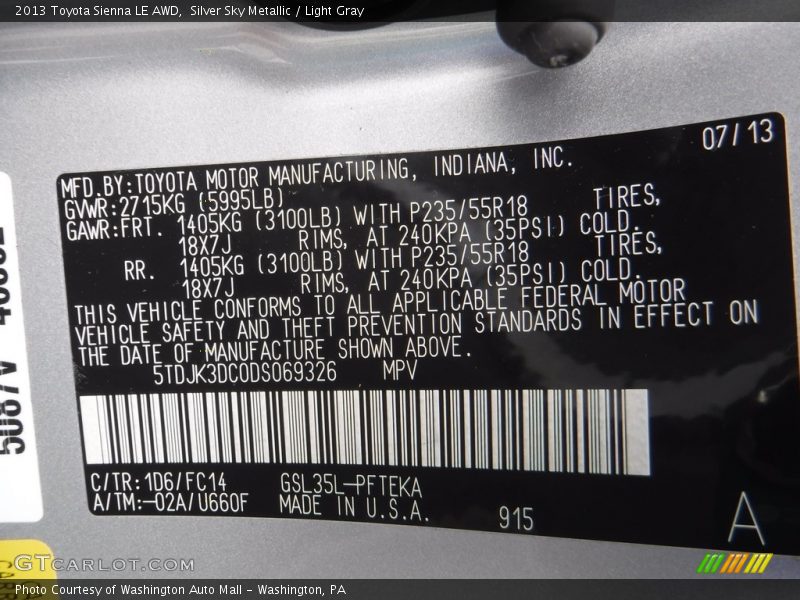 2013 Toyota Sienna LE AWD,  Silver Sky Metallic / Light Gray
07/13
MFD.BY:TOYOTA MOTOR MANUFACTURING, INDIANA, INC.
GVWR:2715KG (5995LB)
GAWR:FRT. 1405KG (3100LB) WITH P235/55R18 TIRES,
18X7J RIMS, AT 240KPA (35PSI) COLD.
RR. 1405KG (3100LB) WITH P235/55R18 TIRES,
18X7J RIMS, AT 240KPA (35PSI) COLD.
THIS VEHICLE CONFORMS TO ALL APPLICABLE FEDERAL MOTOR
VEHICLE SAFETY AND THEFT PREVENTION STANDARDS IN EFFECT ON
THE DATE OF MANUFACTURE SHOWN ABOVE.
5TDJK3DC0DS069326 MPV
C/TR:1D6/FC14 GSL35L-PFTEKA
A/TM:-02A/U660F MADE IN U.S.A. 915
A
GTCARLOT.COM
Photo Courtesy of Washington Auto Mall - Washington, PA